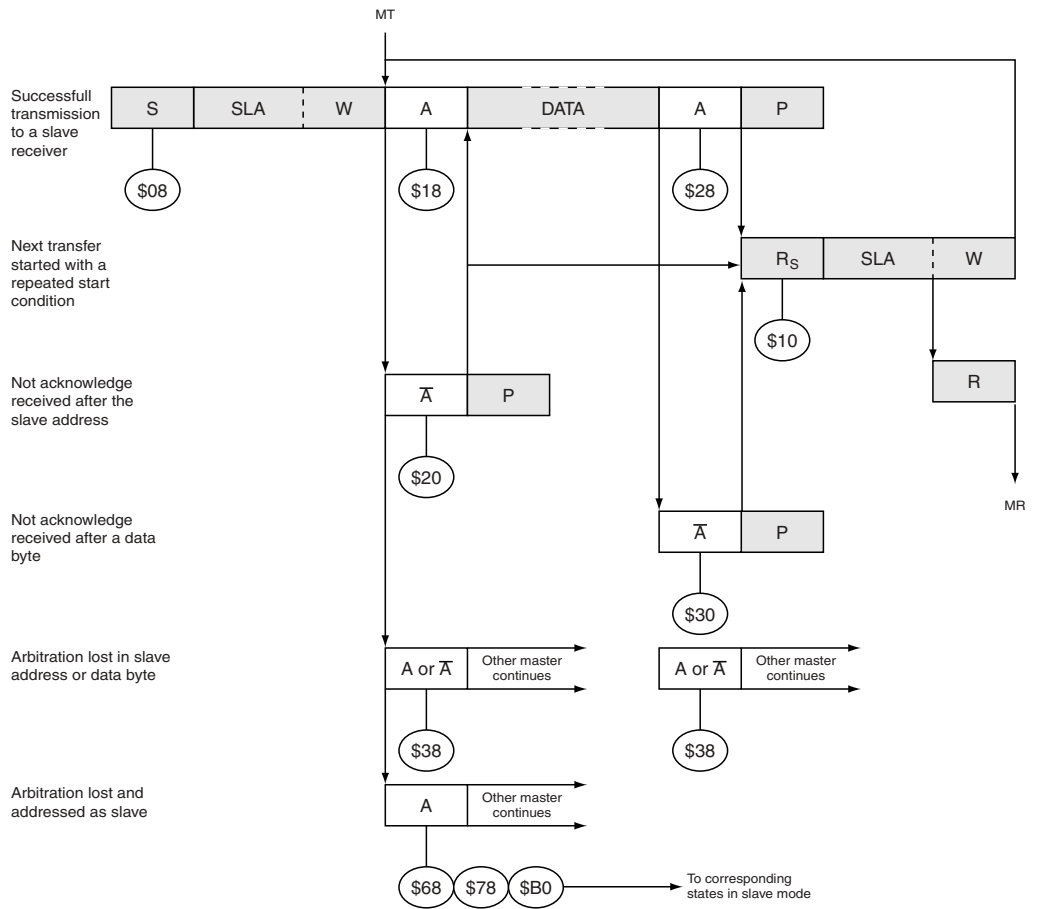 MT
Successfull
transmission
to a slave
receiver
S SLA W A DATA A P
$08 $18 $28
Next transfer
started with a
repeated start
condition
RS SLA W
$10
Not acknowledge
received after the
slave address
A̅ P
R
$20
MR
Not acknowledge
received after a data
byte
A̅ P
$30
Arbitration lost in slave
address or data byte
A or A̅ Other master
continues
A or A̅ Other master
continues
$38 $38
Arbitration lost and
addressed as slave
A Other master
continues
$68 $78 $B0
To corresponding
states in slave mode